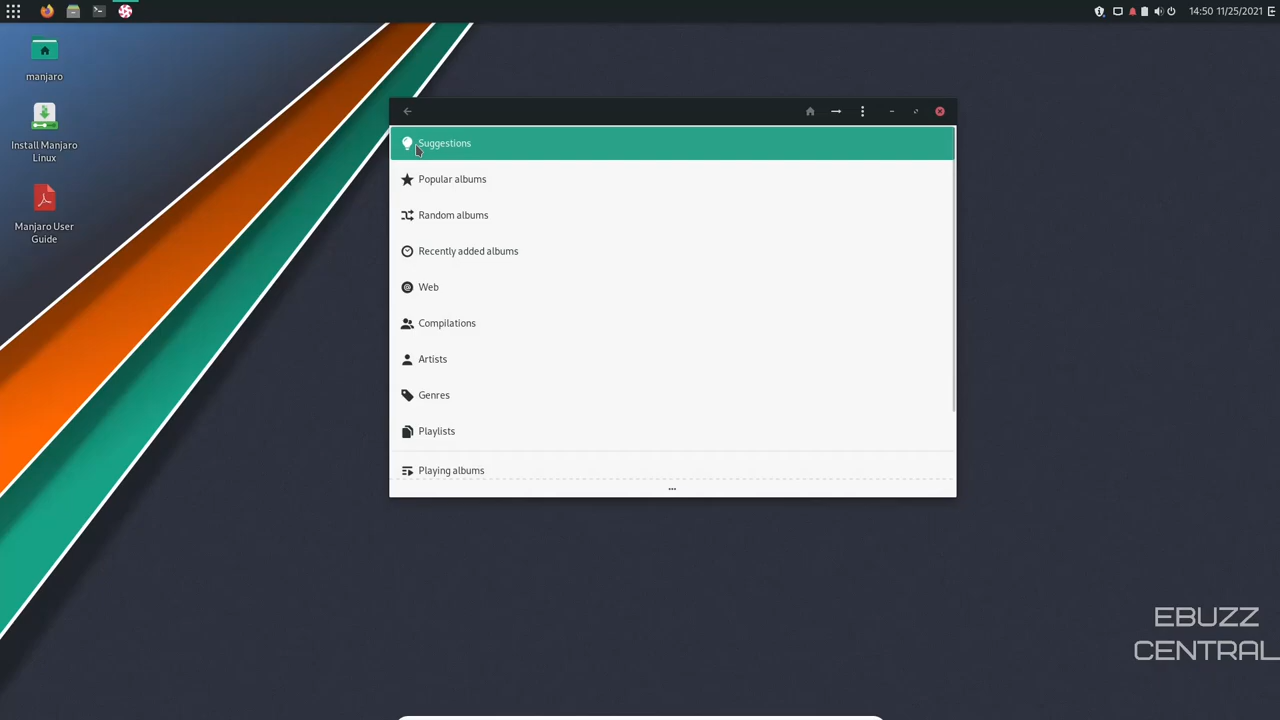 14:50 11/25/2021
manjaro
Install Manjaro
Linux
Manjaro User
Guide
Suggestions
Popular albums
Random albums
Recently added albums
Web
Compilations
Artists
Genres
Playlists
Playing albums
...
EBUZZ
CENTRAL